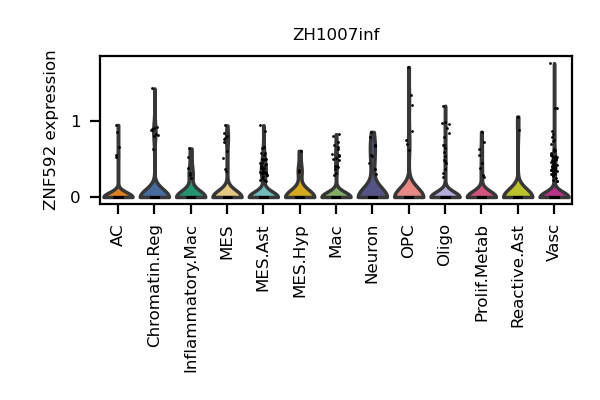 ZH1007inf
ZNF592 expression
1
0
AC
Chromatin.Reg
Inflammatory.Mac
MES
MES.Ast
MES.Hyp
Mac
Neuron
OPC
Oligo
Prolif.Metab
Reactive.Ast
Vasc